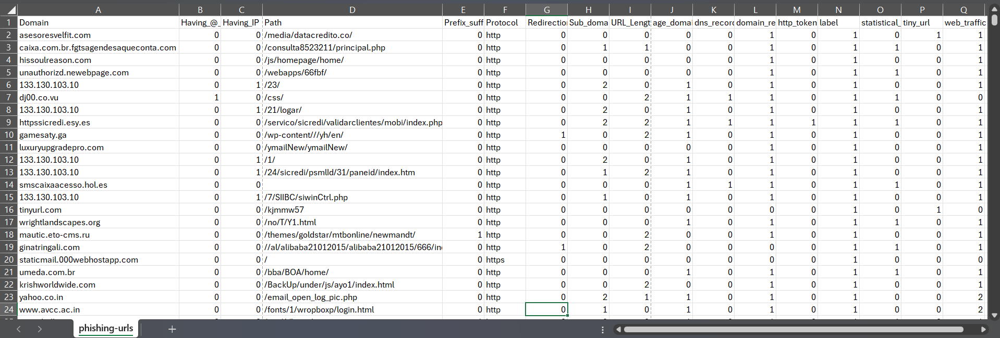 A B C D E F G H I J K L M N O P Q
1 Domain Having_@_ Having_IP Path Prefix_suff Protocol Redirection Sub_doma URL_Lengt age_domai dns_record domain_re http_token label statistical_ tiny_url web_traffic
2 asesoresvelfit.com 0 0 /media/datacredito.co/ 0 http 0 0 0 0 0 1 0 1 0 1 1
3 caixa.com.br.fgtsagendesaqueconta.com 0 0 /consulta8523211/principal.php 0 http 0 1 1 0 0 1 0 1 1 0 1
4 hissoulreason.com 0 0 /js/homepage/home/ 0 http 0 0 0 0 0 1 0 1 0 0 1
5 unauthorizd.newebpage.com 0 0 /webapps/66fbf/ 0 http 0 0 0 0 0 1 0 1 1 0 1
6 133.130.103.10 0 1 /23/ 0 http 0 2 0 1 0 1 0 1 0 0 1
7 dj00.co.vu 1 0 /css/ 0 http 0 0 2 1 1 1 0 1 1 0 0
8 133.130.103.10 0 1 /21/logar/ 0 http 0 2 0 1 0 1 0 1 0 0 1
9 httpssicredi.esy.es 0 0 /servico/sicredi/validarclientes/mobi/index.php 0 http 0 2 2 1 1 1 1 1 1 0 1
10 gamesaty.ga 0 0 /wp-content///yh/en/ 0 http 1 0 2 1 0 1 0 1 0 0 1
11 luxuryupgradepro.com 0 0 /ymailNew/ymailNew/ 0 http 0 0 0 0 0 1 0 1 0 0 1
12 133.130.103.10 0 1 /1/ 0 http 0 2 0 1 0 1 0 1 0 0 1
13 133.130.103.10 0 1 /24/sicredi/psmlld/31/paneid/index.htm 0 http 0 1 2 1 0 1 0 1 0 0 1
14 smscaixaacesso.hol.es 0 0 0 http 0 0 0 1 1 1 0 1 1 0 1
15 133.130.103.10 0 1 /7/SIIBC/siwinCtrl.php 0 http 0 1 0 1 0 1 0 1 0 0 1
16 tinyurl.com 0 0 /kjmmw57 0 http 0 0 0 0 0 0 0 1 0 1 0
17 wrightlandscapes.org 0 0 /no/T/Y1.html 0 http 0 0 0 1 0 1 0 1 1 0 1
18 mautic.eto-cms.ru 0 0 /themes/goldstar/mtbonline/newmandt/ 1 http 0 0 2 0 0 1 0 1 0 0 1
19 ginatringali.com 0 0 //al/alibaba21012015/alibaba21012015/666/in 0 http 1 0 2 0 0 0 0 1 1 0 1
20 staticmail.000webhostapp.com 0 0 / 0 https 0 0 0 0 0 0 0 1 0 0 0
21 umeda.com.br 0 0 /bba/BOA/home/ 0 http 0 0 0 1 0 1 0 1 1 0 1
22 krishworldwide.com 0 0 /BackUp/under/js/ayo1/index.html 0 http 0 0 2 0 0 1 0 1 0 0 1
23 yahoo.co.in 0 0 /email_open_log_pic.php 0 http 0 2 1 1 0 1 0 1 0 0 2
24 www.avcc.ac.in 0 0 /fonts/1/wropboxp/login.html 0 http 0 1 0 1 0 1 0 1 0 0 2
phishing-urls